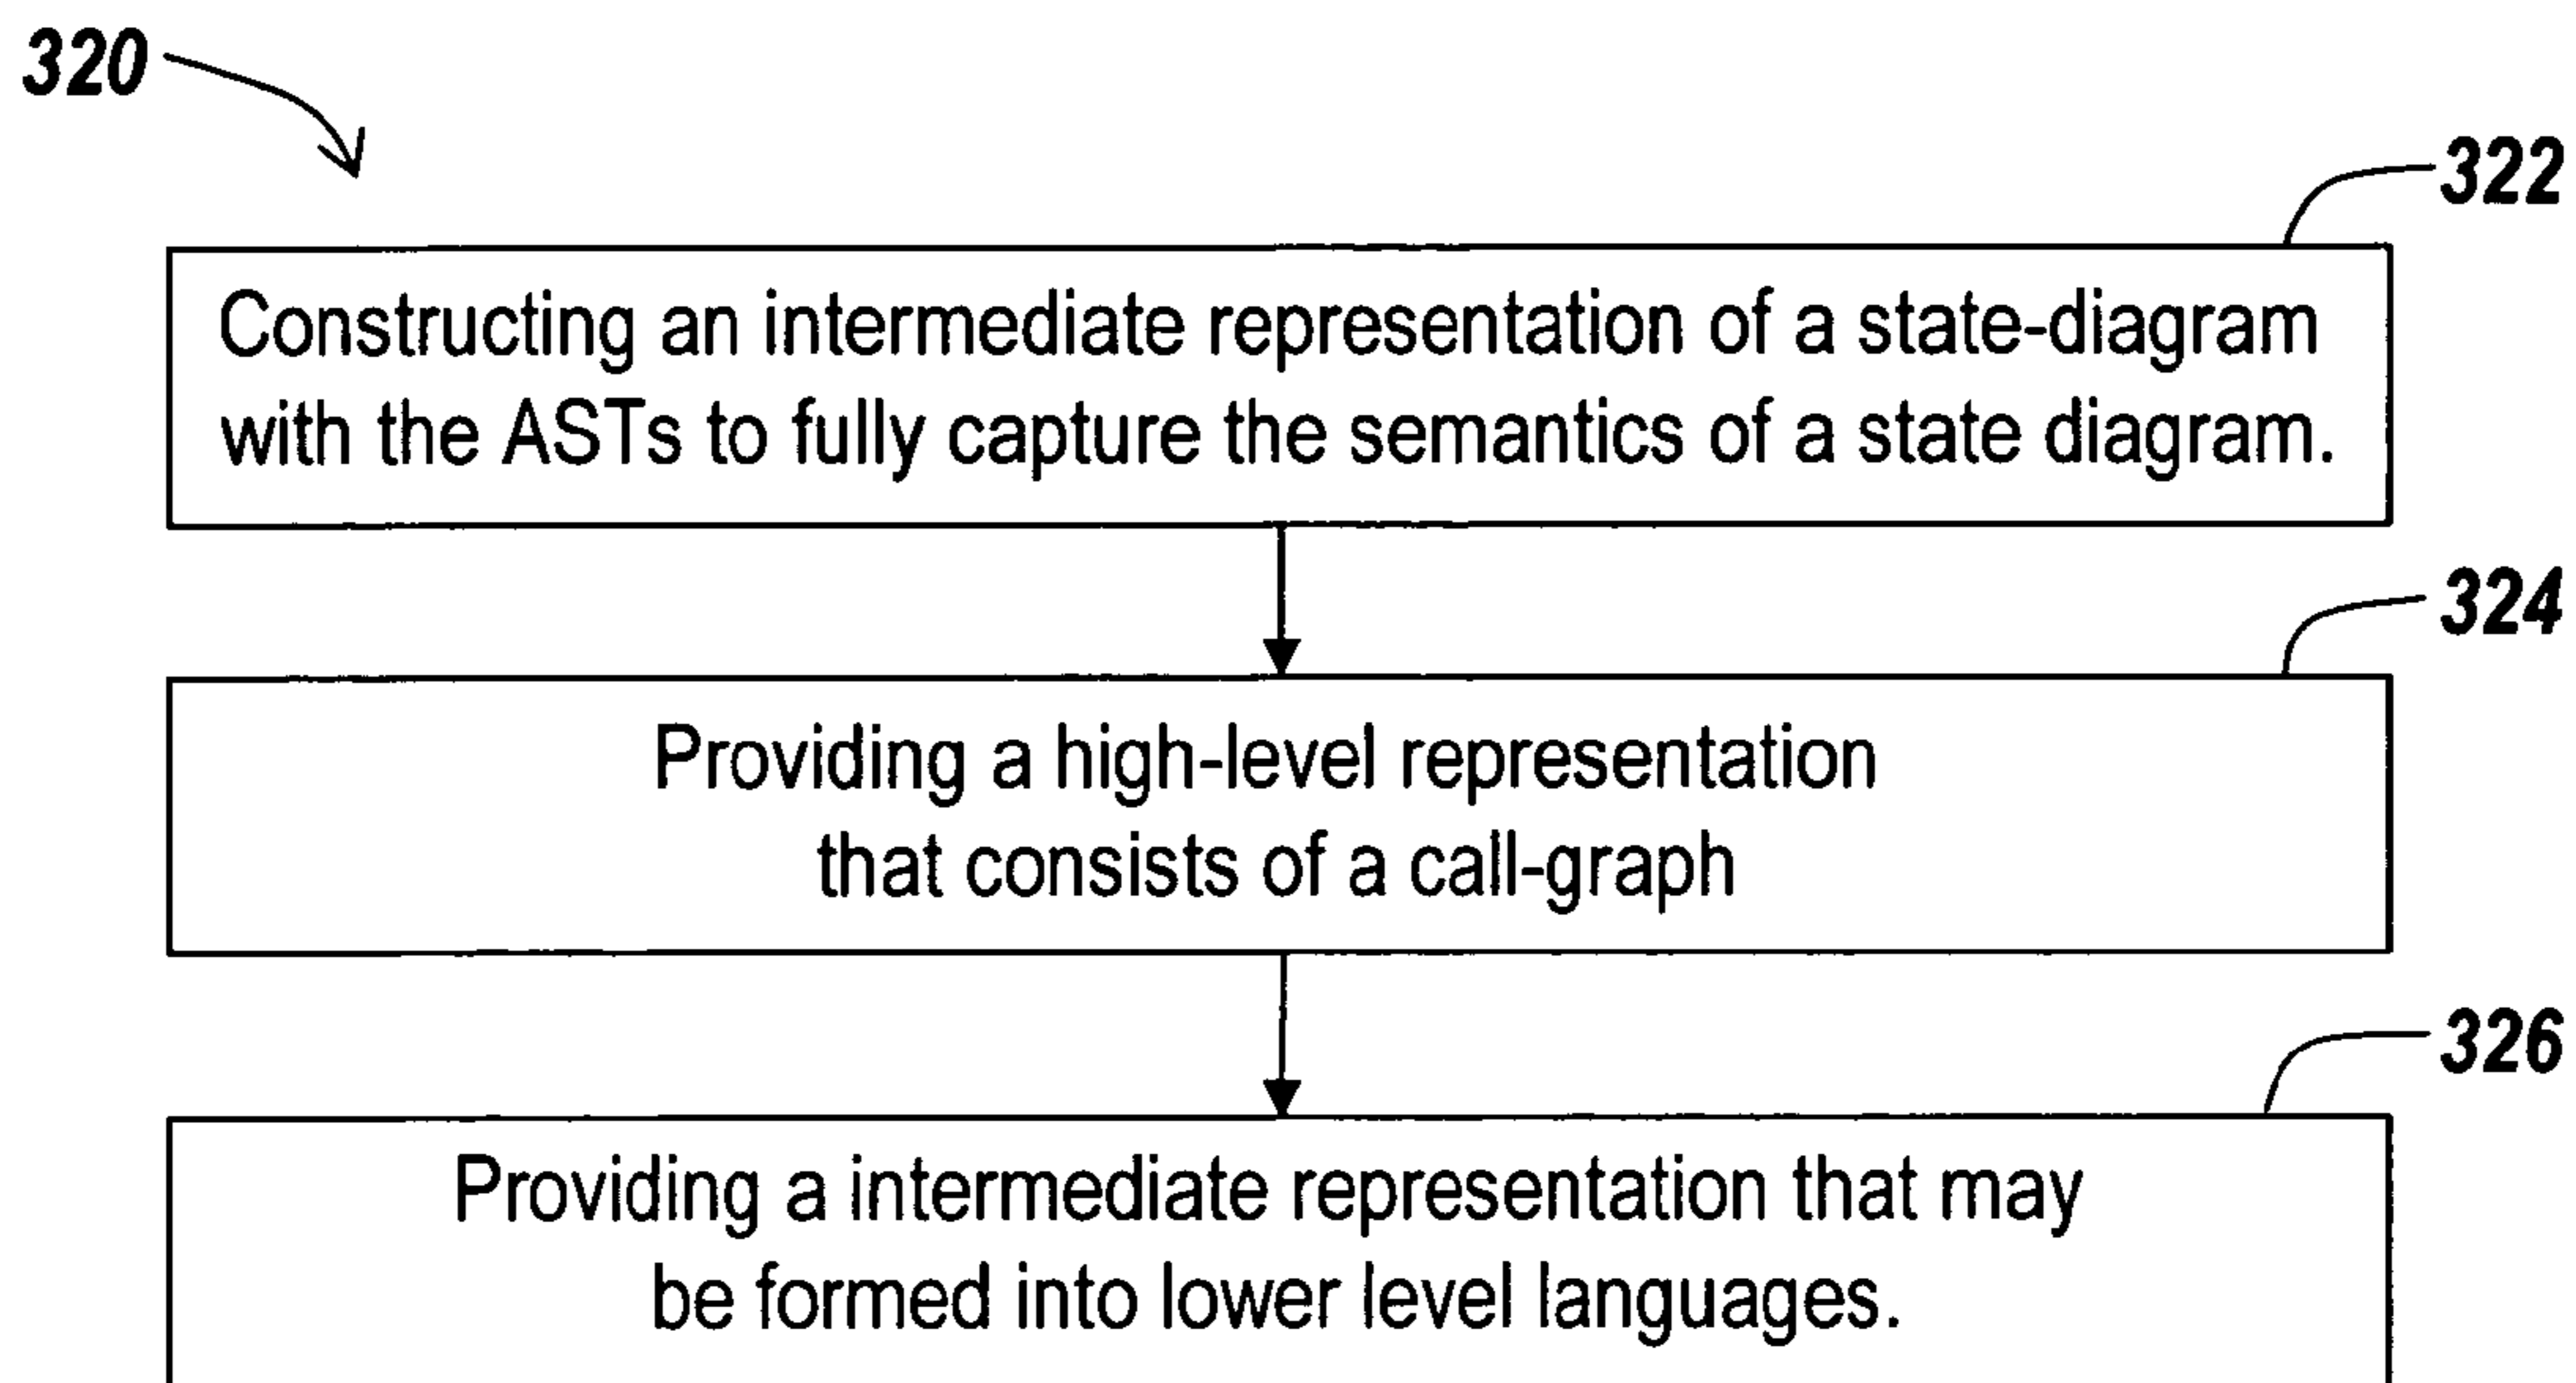 320
322
Constructing an intermediate representation of a state-diagram
with the ASTs to fully capture the semantics of a state diagram.
324
Providing a high-level representation
that consists of a call-graph
326
Providing a intermediate representation that may
be formed into lower level languages.